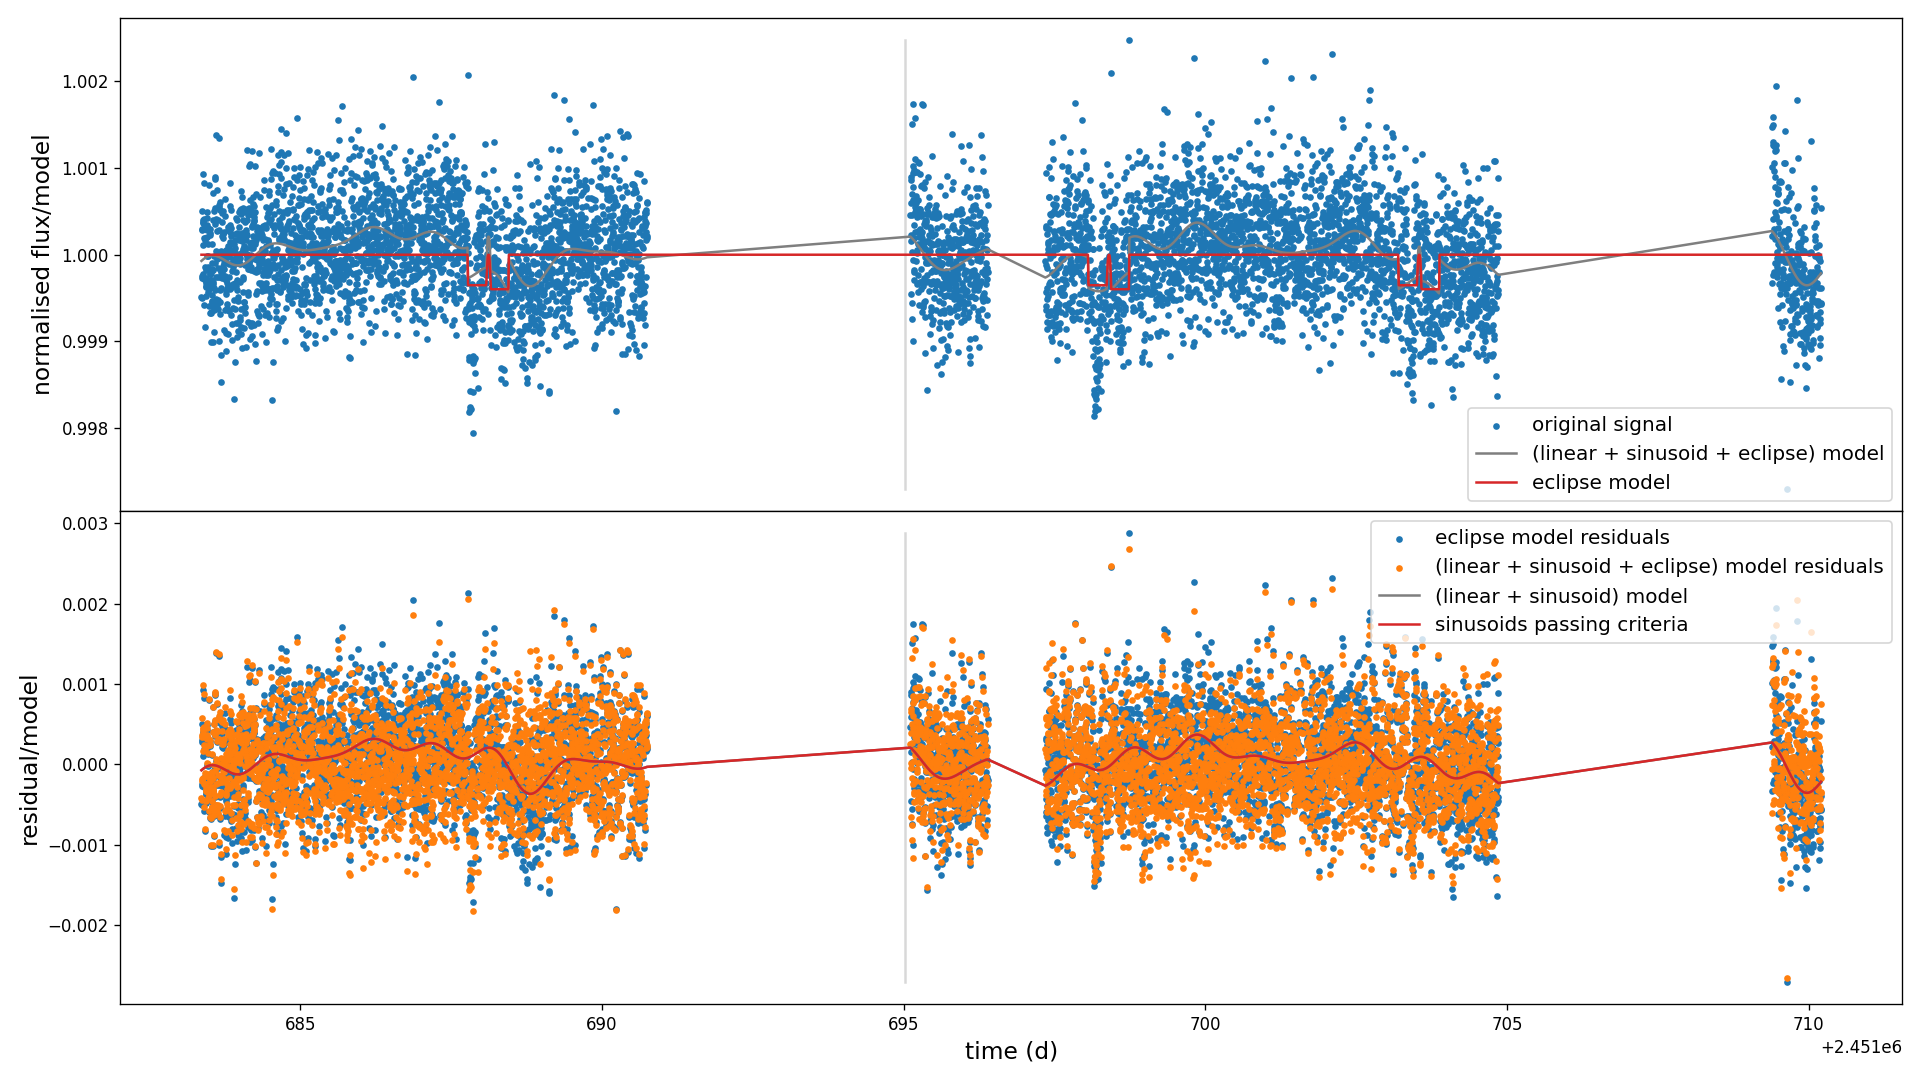 normalised flux/model
1.002
1.001
1.000
0.999
0.998
original signal
(linear + sinusoid + eclipse) model
eclipse model
residual/model
0.003
0.002
0.001
0.000
−0.001
−0.002
eclipse model residuals
(linear + sinusoid + eclipse) model residuals
(linear + sinusoid) model
sinusoids passing criteria
685
690
695
700
705
710
+2.451e6
time (d)